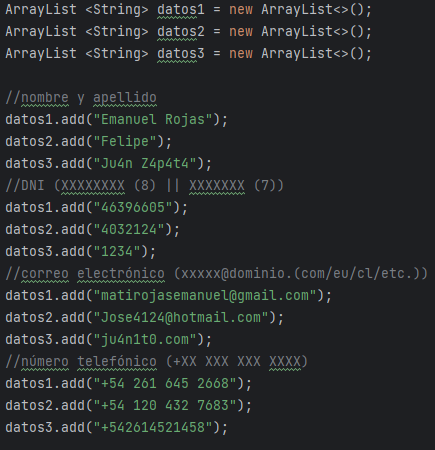 ArrayList <String> datos1 = new ArrayList<>();
ArrayList <String> datos2 = new ArrayList<>();
ArrayList <String> datos3 = new ArrayList<>();
//nombre y apellido
datos1.add("Emanuel Rojas");
datos2.add("Felipe");
datos3.add("Ju4n Z4p4t4");
//DNI (XXXXXXXX (8) || XXXXXXX (7))
datos1.add("46396605");
datos2.add("4032124");
datos3.add("1234");
//correo electrónico (xxxxx@dominio.(com/eu/cl/etc.))
datos1.add("matirojasemanuel@gmail.com");
datos2.add("Jose4124@hotmail.com");
datos3.add("ju4n1t0.com");
//número telefónico (+XX XXX XXX XXXX)
datos1.add("+54 261 645 2668");
datos2.add("+54 120 432 7683");
datos3.add("+542614521458");